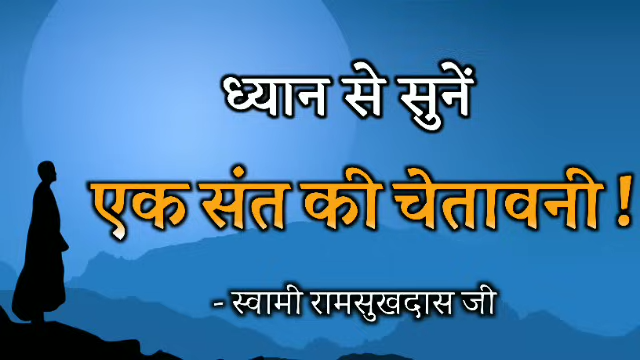 ध्यान से सुनें
एक संत की चेतावनी !
- स्वामी रामसुखदास जी